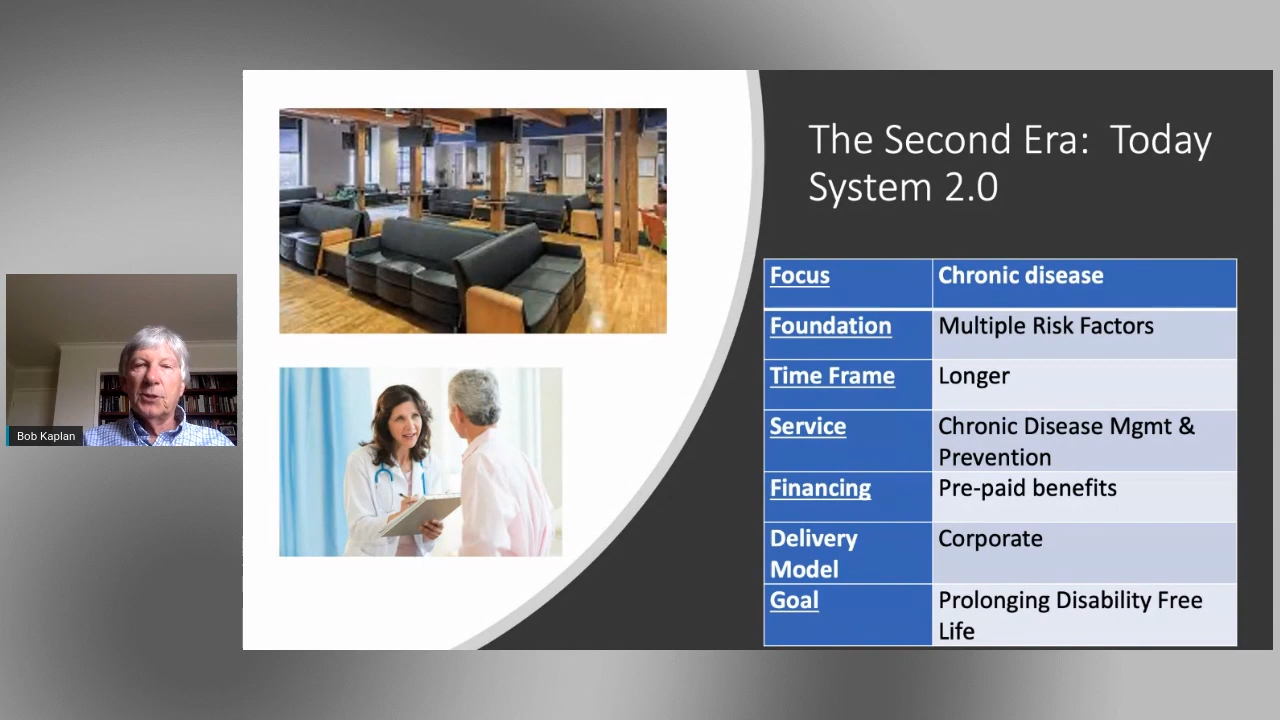 The Second Era: Today
System 2.0
Focus Chronic disease
Foundation Multiple Risk Factors
Time Frame Longer
Service Chronic Disease Mgmt &
Prevention
Financing Pre-paid benefits
Delivery Corporate
Model
Goal Prolonging Disability Free
Life
Bob Kaplan